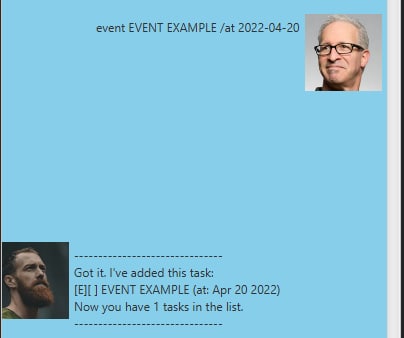 event EVENT EXAMPLE /at 2022-04-20
-------------------------------
Got it. I've added this task:
[E][ ] EVENT EXAMPLE (at: Apr 20 2022)
Now you have 1 tasks in the list.
-------------------------------